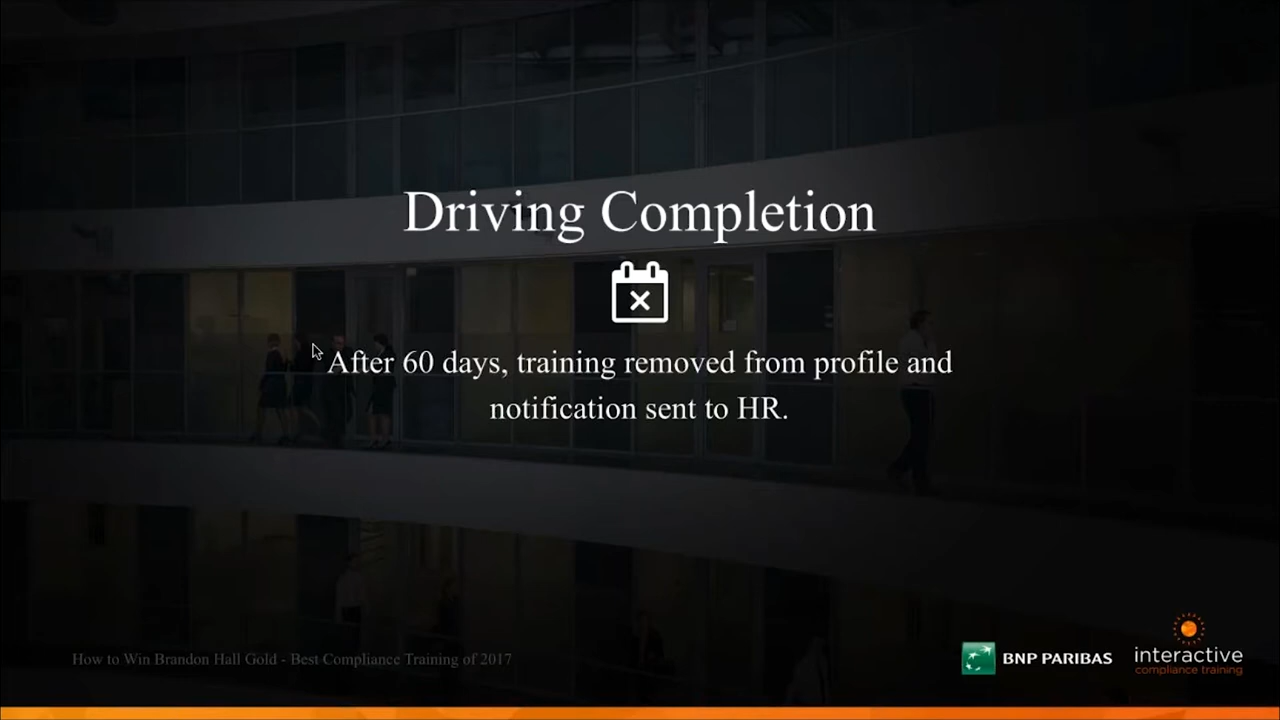 Driving Completion
After 60 days, training removed from profile and
notification sent to HR.
How to Win Brandon Hall Gold - Best Compliance Training of 2017
BNP PARIBAS
interactive
compliance training